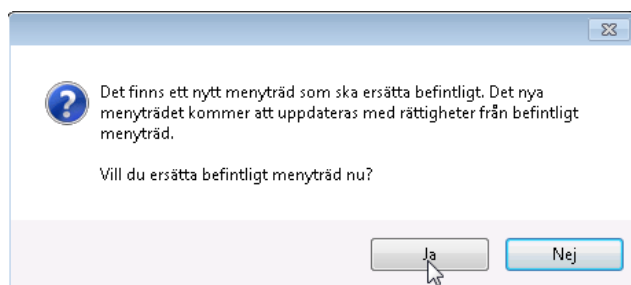 Det finns ett nytt menyträd som ska ersätta befintligt. Det nya
menyträdet kommer att uppdateras med rättigheter från befintligt
menyträd.
Vill du ersätta befintligt menyträd nu?
Ja
Nej